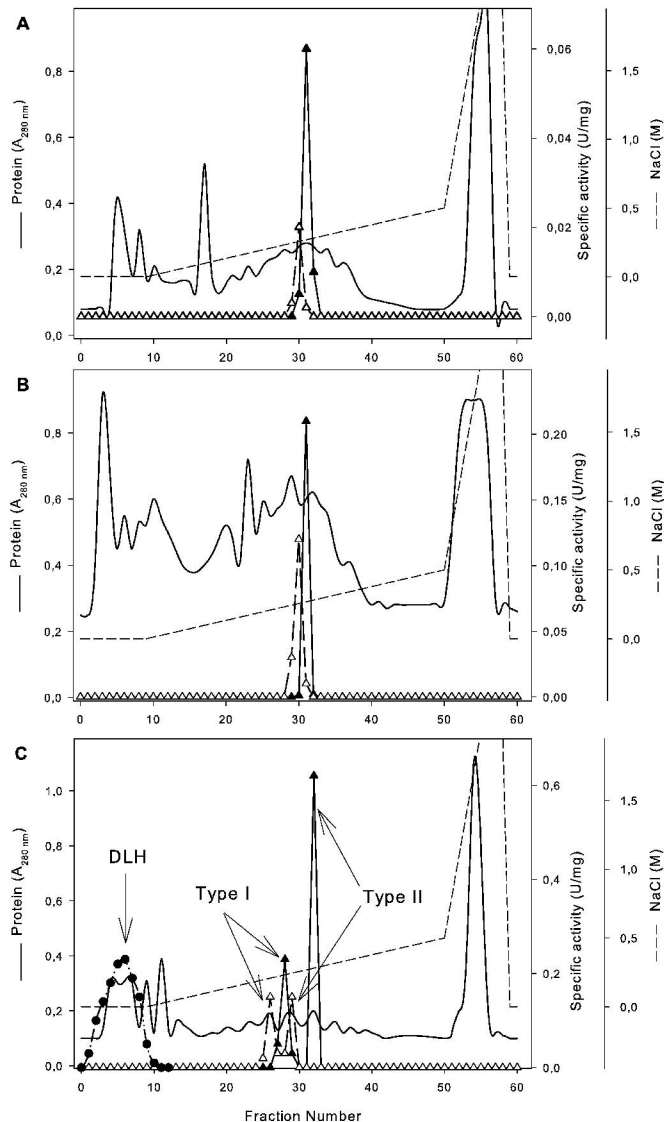 A
Protein (A280 nm)
0,8
0,6
0,4
0,2
0,0
0,06
0,04
0,02
0,00
Specific activity (U/mg)
1,5
1,0
0,5
0,0
NaCl (M)
0 10 20 30 40 50 60
B
Protein (A280 nm)
0,8
0,6
0,4
0,2
0,0
0,20
0,15
0,10
0,05
0,00
Specific activity (U/mg)
1,5
1,0
0,5
0,0
NaCl (M)
0 10 20 30 40 50 60
C
Protein (A280 nm)
1,0
0,8
0,6
0,4
0,2
0,0
DLH
Type I
Type II
0,6
0,4
0,2
0,0
Specific activity (U/mg)
1,5
1,0
0,5
0,0
NaCl (M)
0 10 20 30 40 50 60
Fraction Number